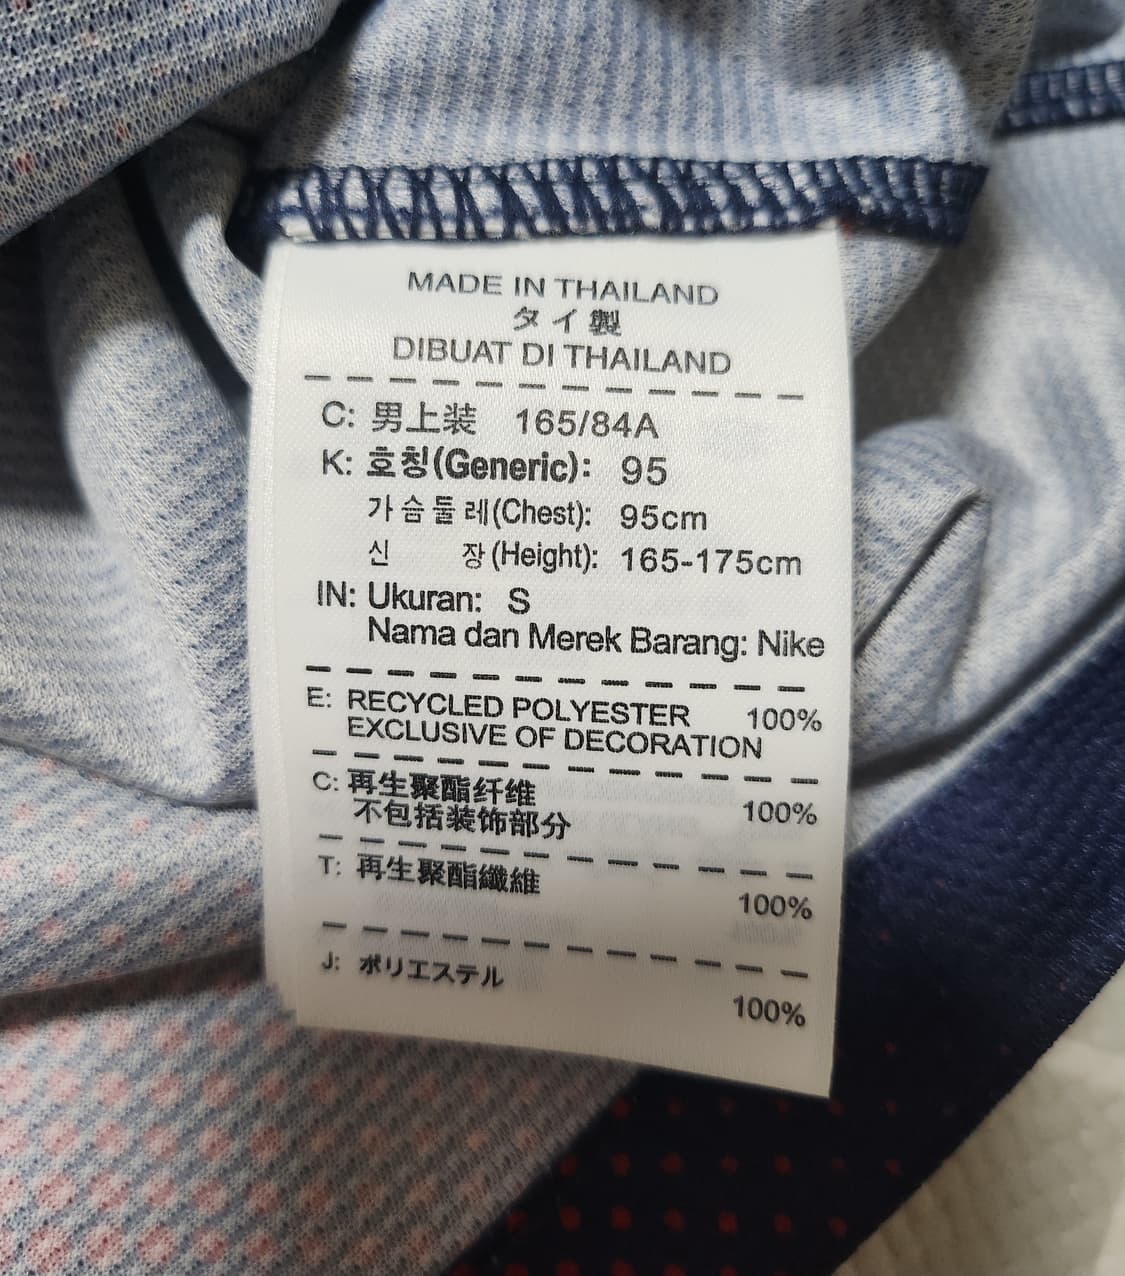 MADE IN THAILAND
タイ製
DIBUAT DI THAILAND
C: 男上装 165/84A
K: 호칭(Generic): 95
가슴둘레(Chest): 95cm
신 장(Height): 165-175cm
IN: Ukuran: S
Nama dan Merek Barang: Nike
E: RECYCLED POLYESTER 100%
EXCLUSIVE OF DECORATION
C: 再生聚酯纤维 100%
不包括装饰部分
T: 再生聚酯纖維 100%
J: ポリエステル 100%